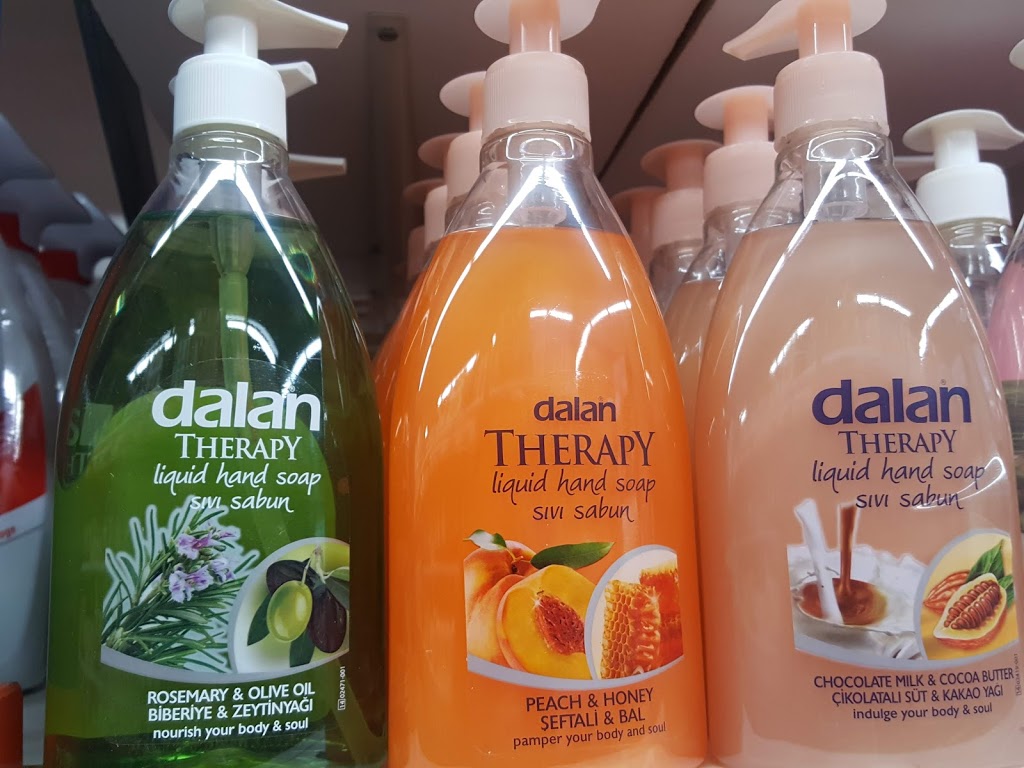 dalan
THERAPY
liquid hand soap
sıvı sabun
ROSEMARY & OLIVE OIL
BİBERİYE & ZEYTİNYAĞI
nourish your body & soul
dalan
THERAPY
liquid hand soap
sıvı sabun
PEACH & HONEY
ŞEFTALİ & BAL
pamper your body and soul
dalan
THERAPY
liquid hand soap
sıvı sabun
CHOCOLATE MILK & COCOA BUTTER
ÇİKOLATALI SÜT & KAKAO YAGI
indulge your body & soul